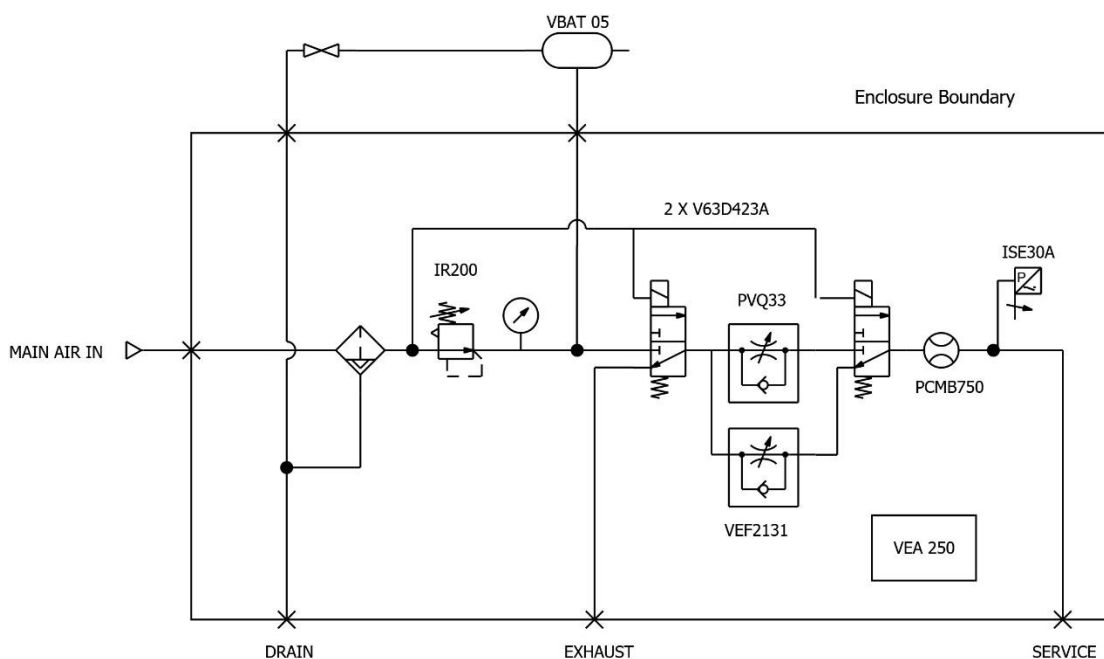 VBAT 05
Enclosure Boundary
2 X V63D423A
ISE30A
IR200
PVQ33
P
MAIN AIR IN
PCMB750
VEF2131
VEA 250
DRAIN
EXHAUST
SERVICE